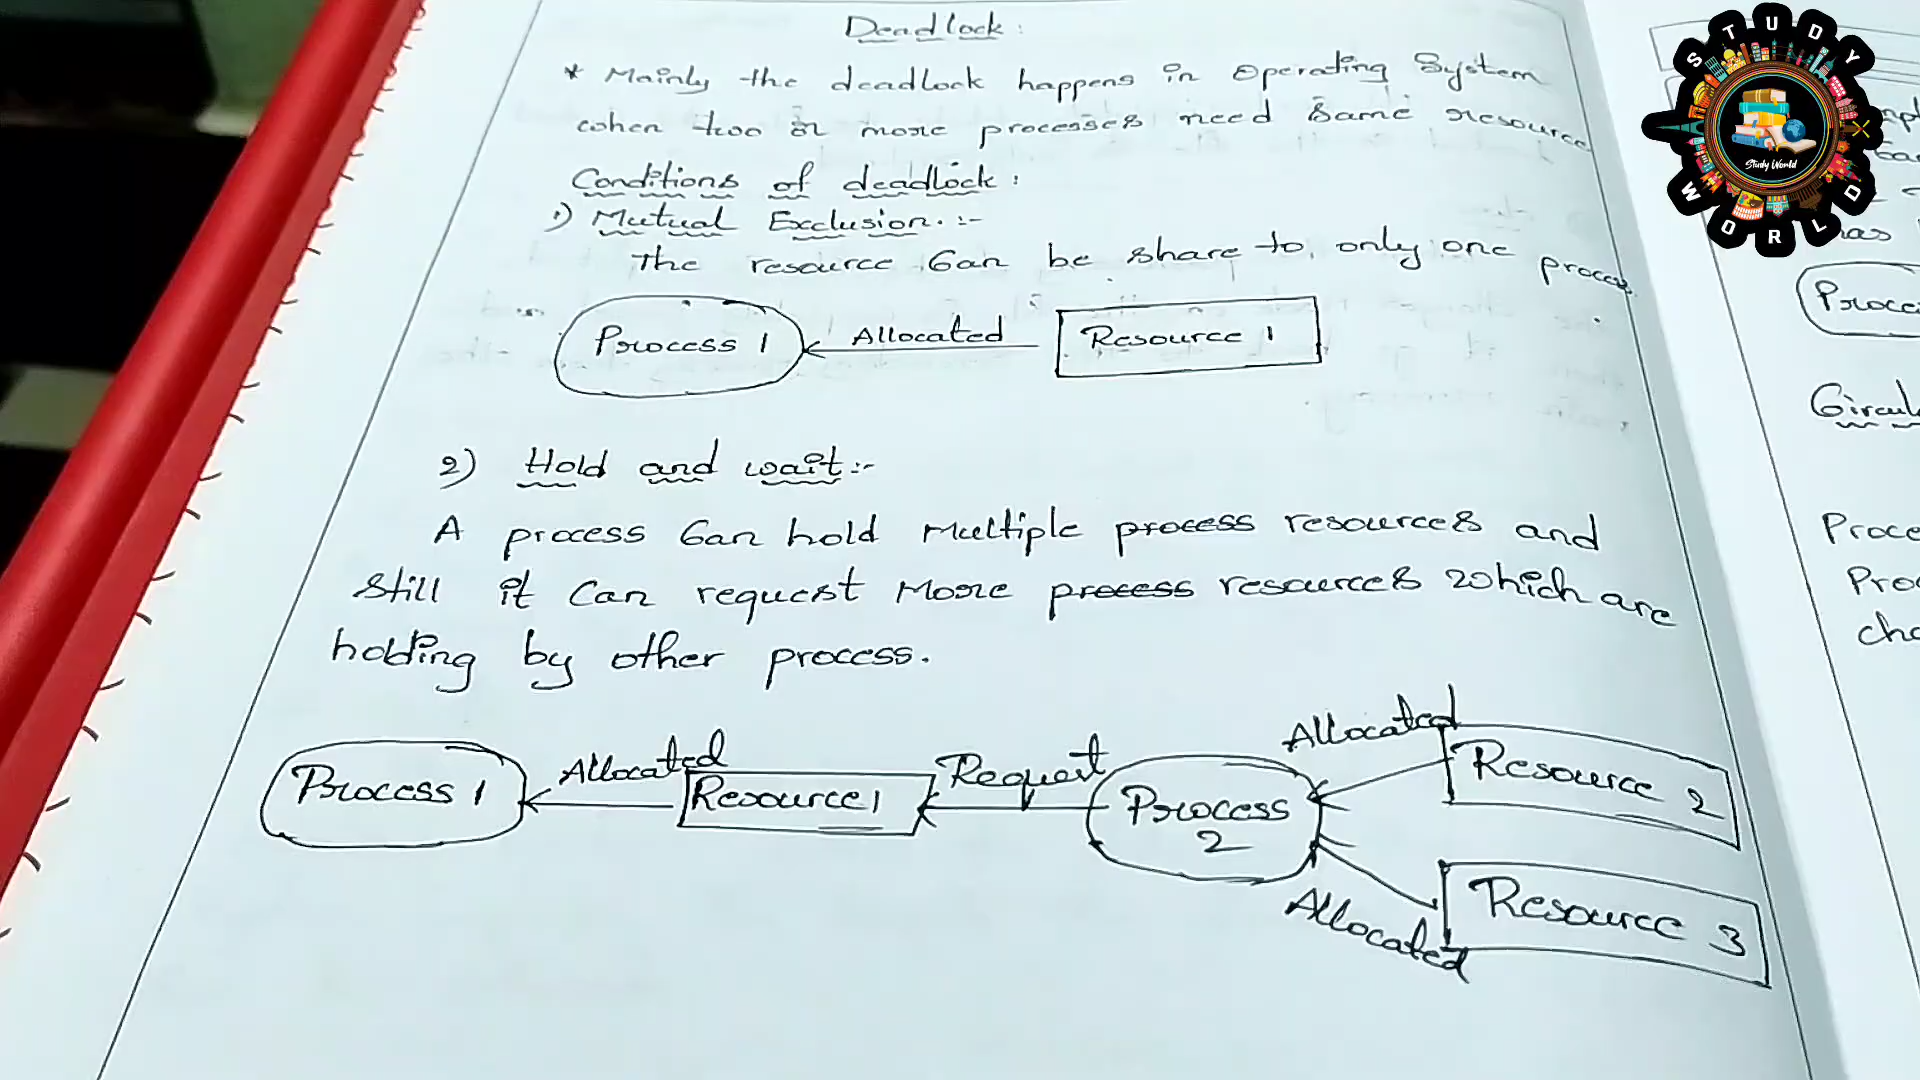 Deadlock :
* Mainly the deadlock happens in Operating System
when two or more processes need same resource
Conditions of deadlock :
1) Mutual Exclusion. :-
The resource Can be share to only one process
Process 1
Allocated
Resource 1
2) Hold and wait :-
A process Can hold Multiple process resources and
still it Can request More process resources which are
holding by other process.
Process 1
Allocated
Resource 1
Request
Process
2
Allocated
Resource 2
Allocated
Resource 3
STUDY
WORLD
Study World